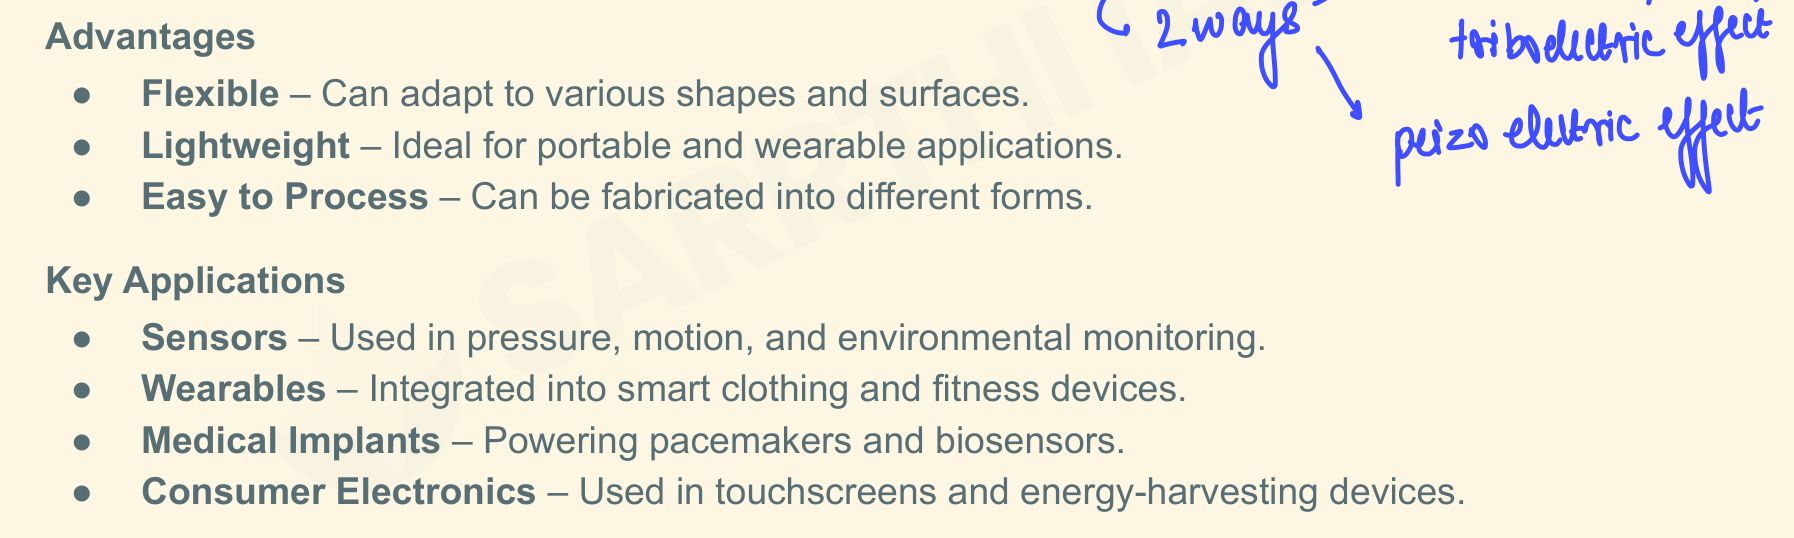 2 ways
triboelectric effect
peizo electric effect
Advantages
● Flexible – Can adapt to various shapes and surfaces.
● Lightweight – Ideal for portable and wearable applications.
● Easy to Process – Can be fabricated into different forms.
Key Applications
● Sensors – Used in pressure, motion, and environmental monitoring.
● Wearables – Integrated into smart clothing and fitness devices.
● Medical Implants – Powering pacemakers and biosensors.
● Consumer Electronics – Used in touchscreens and energy-harvesting devices.
SARRTHI